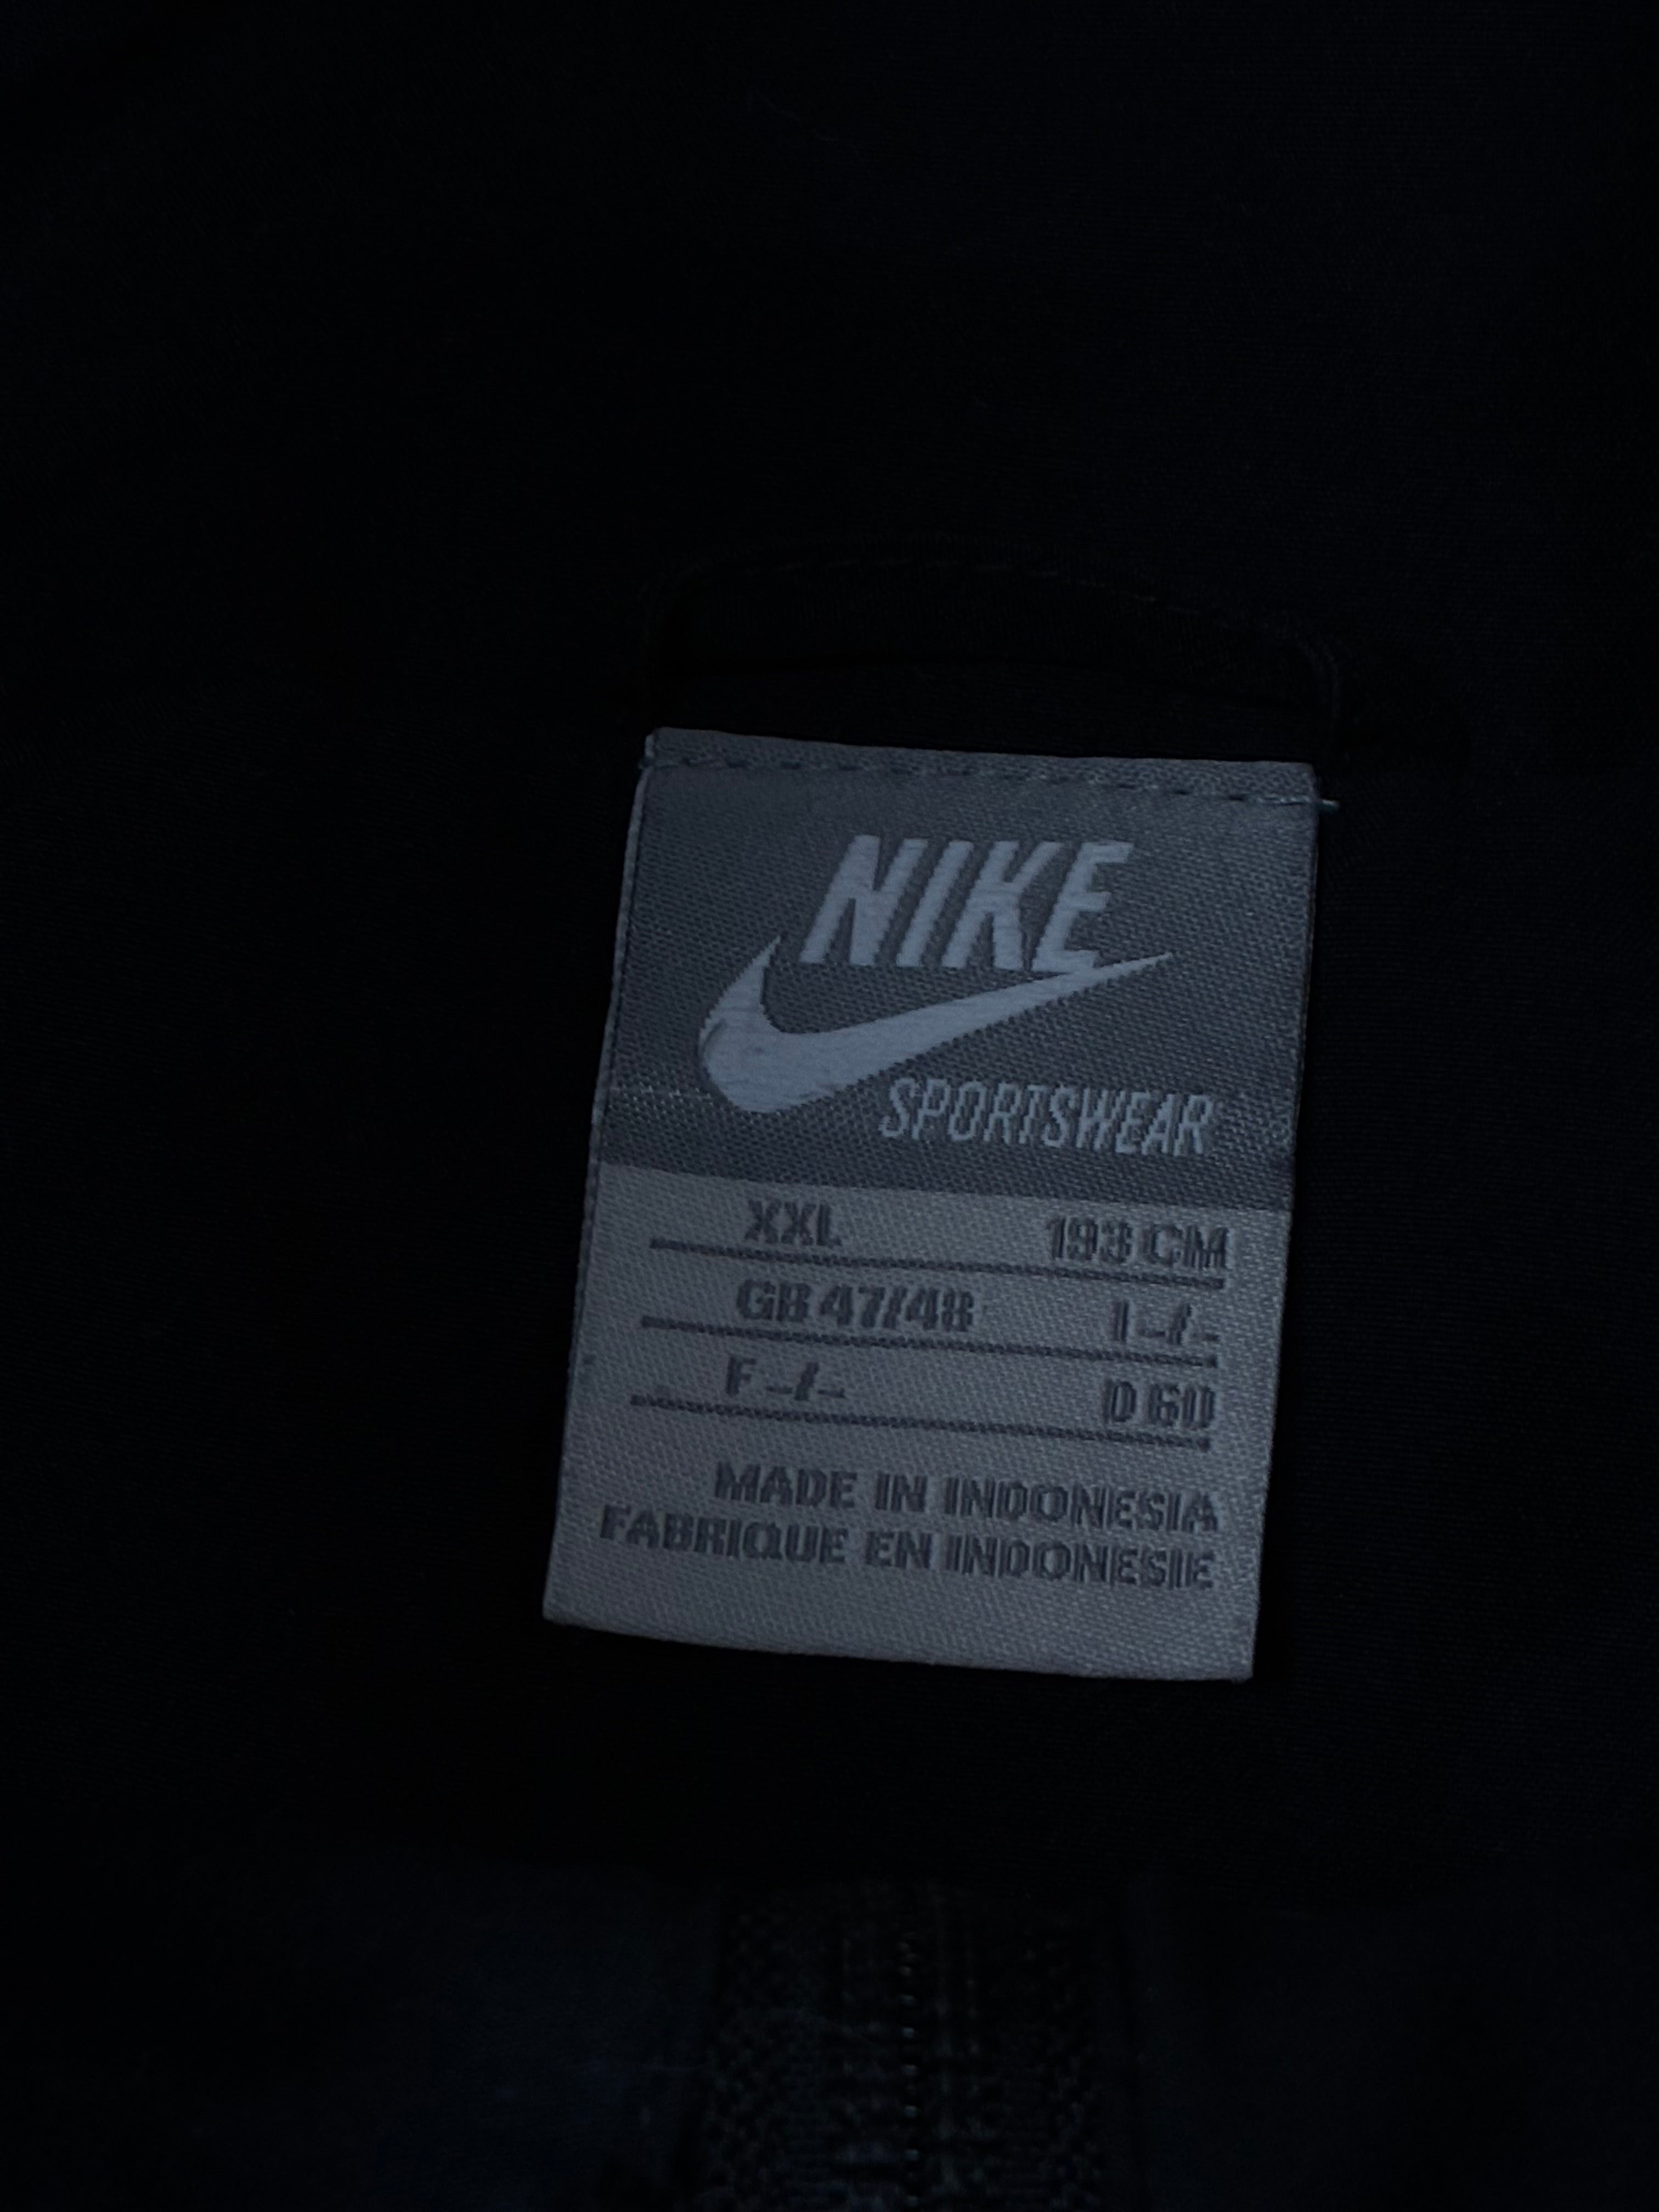 NIKE
SPORTSWEAR
XXL 193 CM
GB 47/48 I -/-
F -/- D 60
MADE IN INDONESIA
FABRIQUE EN INDONESIE